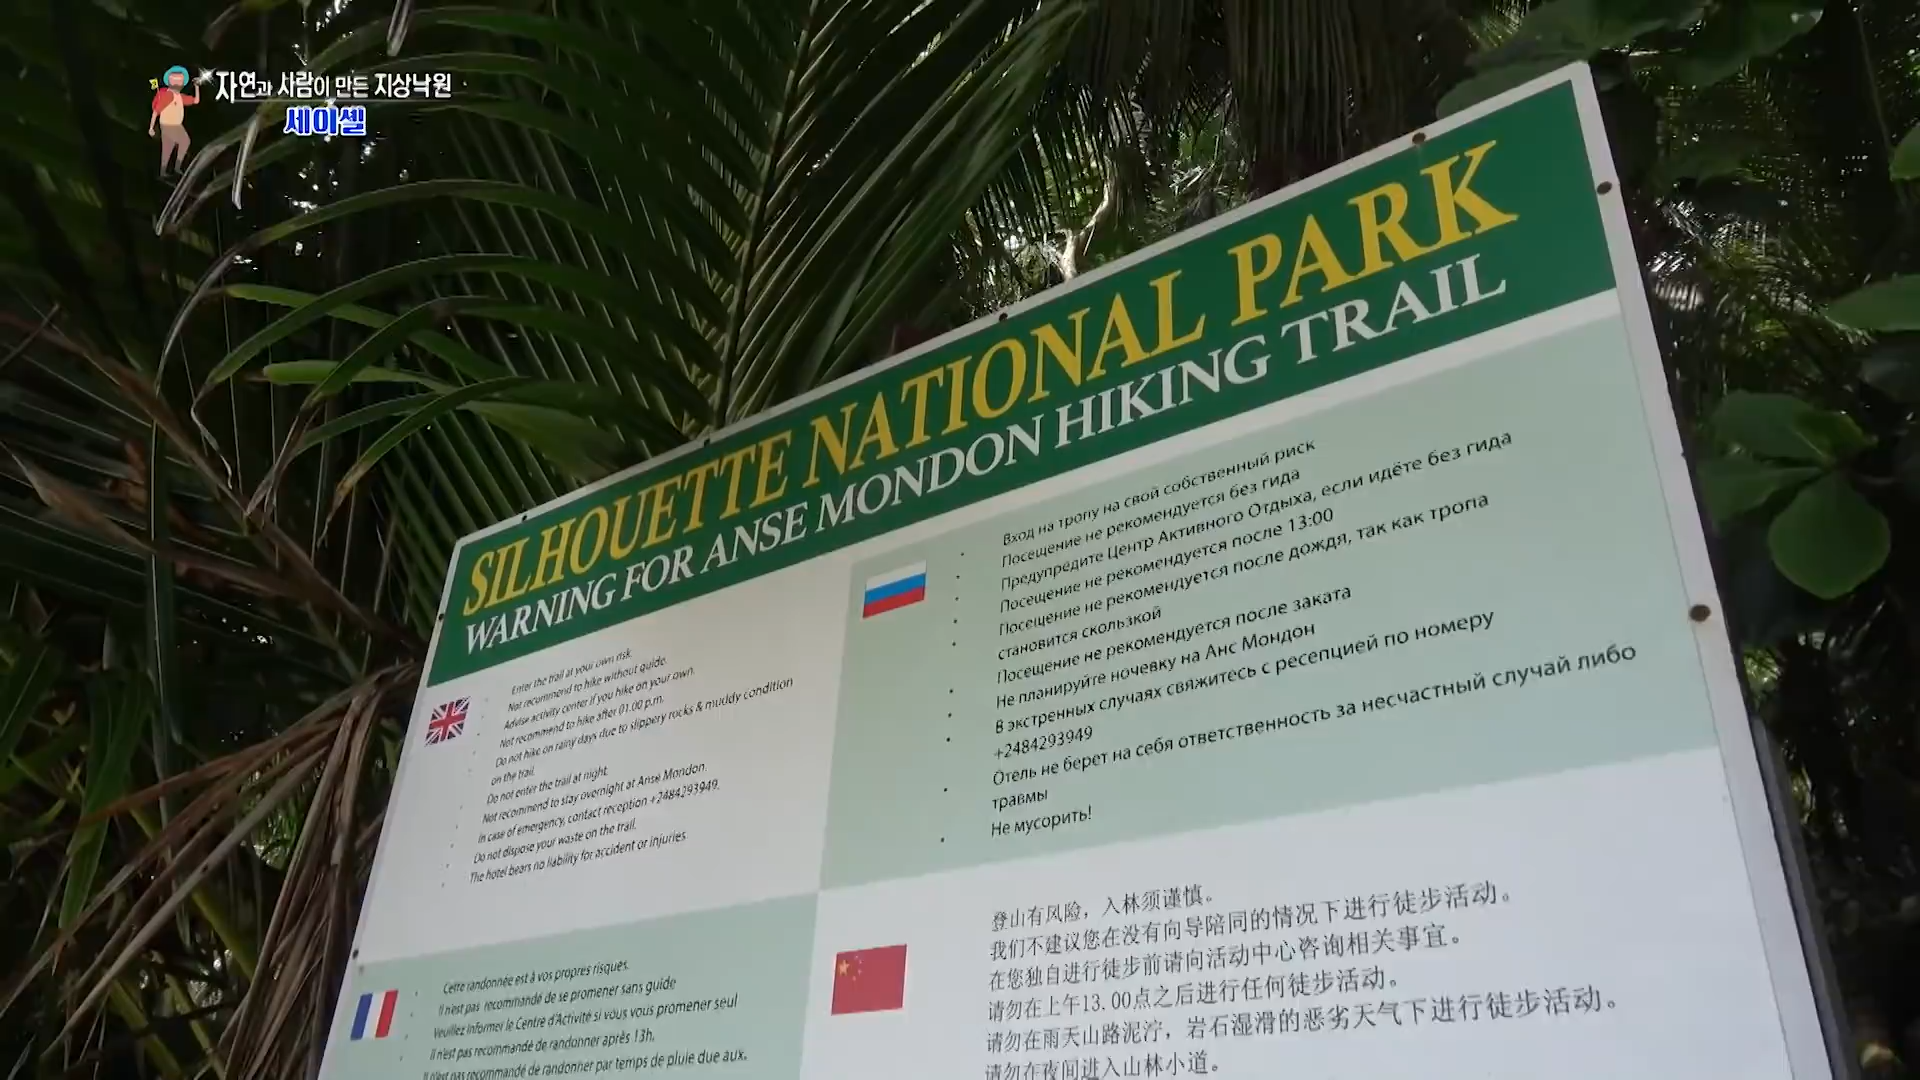 자연과 사람이 만든 지상낙원
세이셸
SILHOUETTE NATIONAL PARK
WARNING FOR ANSE MONDON HIKING TRAIL
Enter the trail at your own risk.
Not recommend to hike without guide.
Advise activity center if you hike on your own.
Not recommend to hike after 01.00 p.m.
Do not hike on rainy days due to slippery rocks & muddy condition
on the trail.
Do not enter the trail at night.
Not recommend to stay overnight at Anse Mondon.
In case of emergency, contact reception +2484293949.
Do not dispose your waste on the trail.
The hotel bears no liability for accident or injuries.
Вход на тропу на свой собственный риск
Посещение не рекомендуется без гида
Предупредите Центр Активного Отдыха, если идёте без гида
Посещение не рекомендуется после 13:00
Посещение не рекомендуется после дождя, так как тропа
становится скользкой
Посещение не рекомендуется после заката
Не планируйте ночевку на Анс Мондон
В экстренных случаях свяжитесь с ресепцией по номеру
+2484293949
Отель не берет на себя ответственность за несчастный случай либо
травмы
Не мусорить!
Cette randonnée est à vos propres risques.
Il n'est pas recommandé de se promener sans guide
Veuillez informer le Centre d'Activité si vous vous promener seul
Il n'est pas recommandé de randonner après 13h,
Il n'est pas recommandé de randonner par temps de pluie due aux,
登山有风险，入林须谨慎。
我们不建议您在没有向导陪同的情况下进行徒步活动。
在您独自进行徒步前请向活动中心咨询相关事宜。
请勿在上午13.00点之后进行任何徒步活动。
请勿在雨天山路泥泞，岩石湿滑的恶劣天气下进行徒步活动。
请勿在夜间进入山林小道。